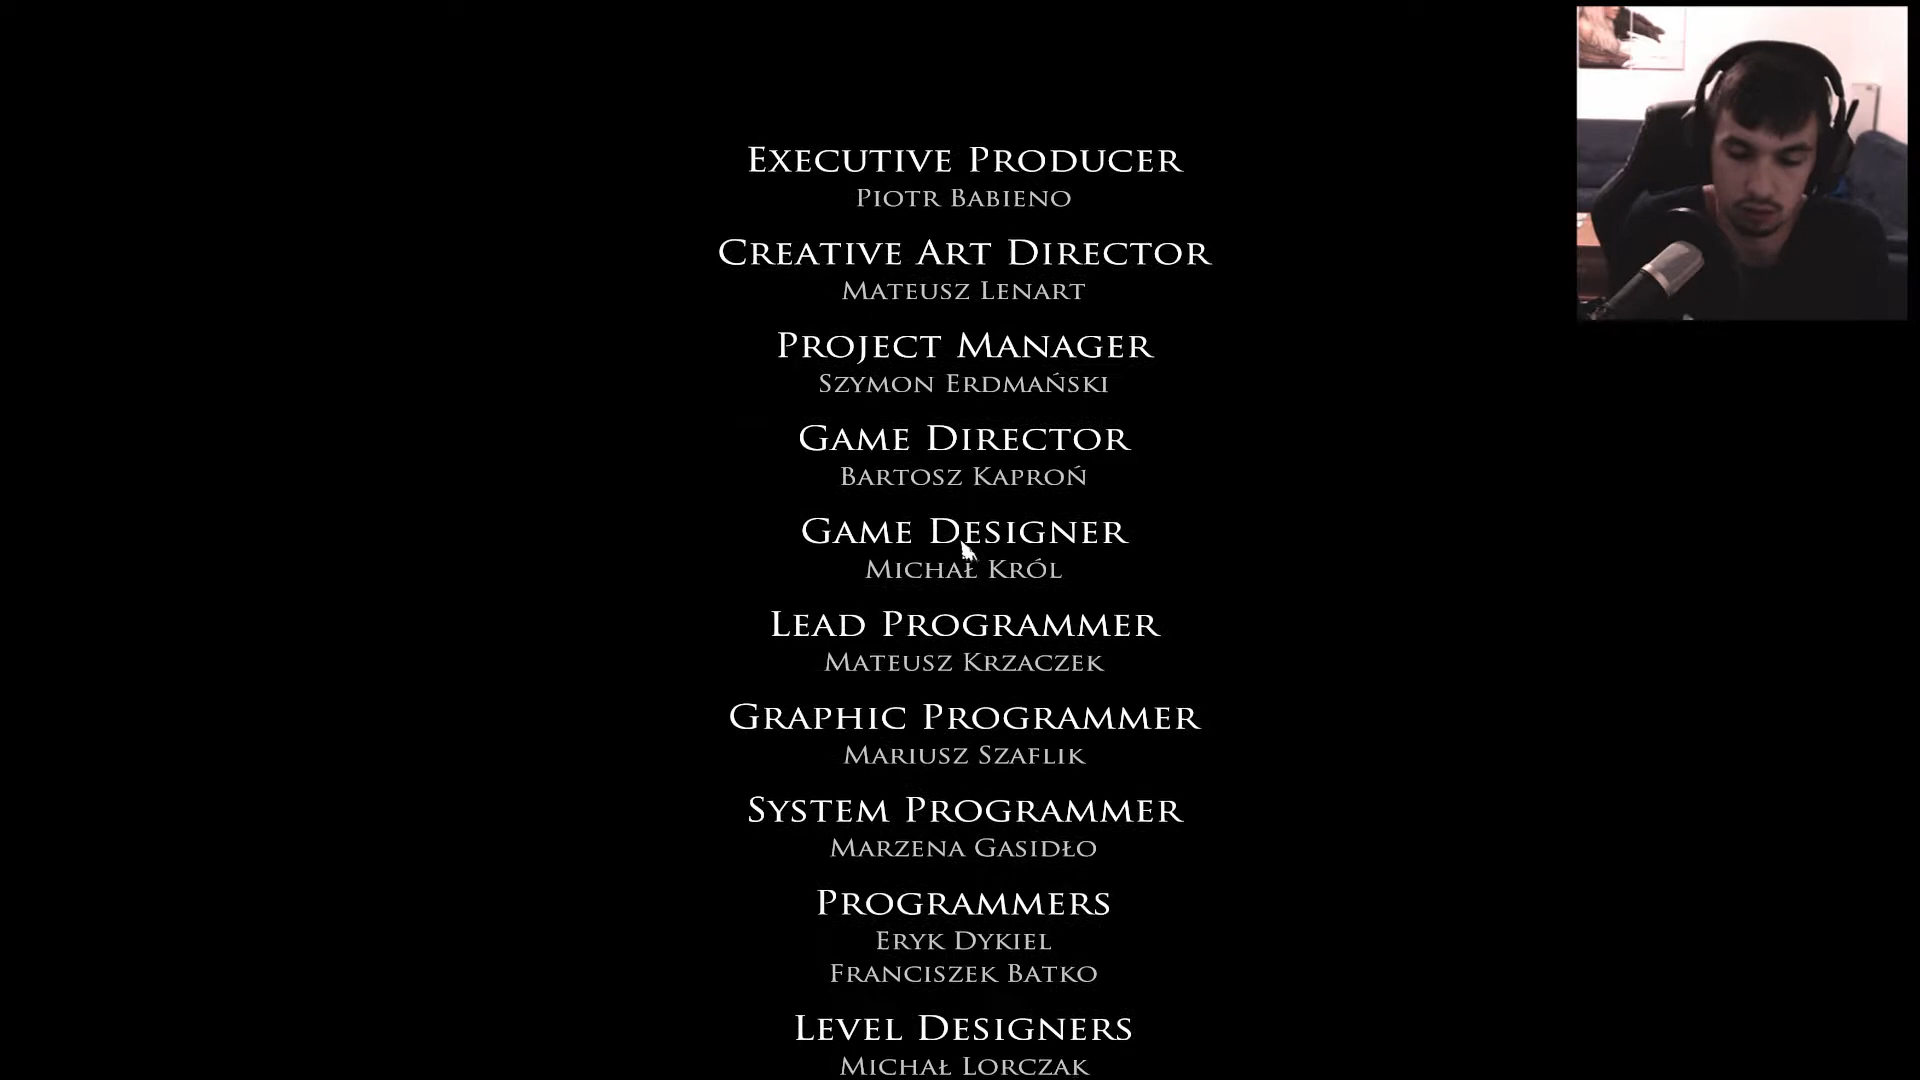 Executive Producer
Piotr Babieno
Creative Art Director
Mateusz Lenart
Project Manager
Szymon Erdmański
Game Director
Bartosz Kaproń
Game Designer
Michał Król
Lead Programmer
Mateusz Krzaczek
Graphic Programmer
Mariusz Szaflik
System Programmer
Marzena Gasidło
Programmers
Eryk Dykiel
Franciszek Batko
Level Designers
Michał Lorczak